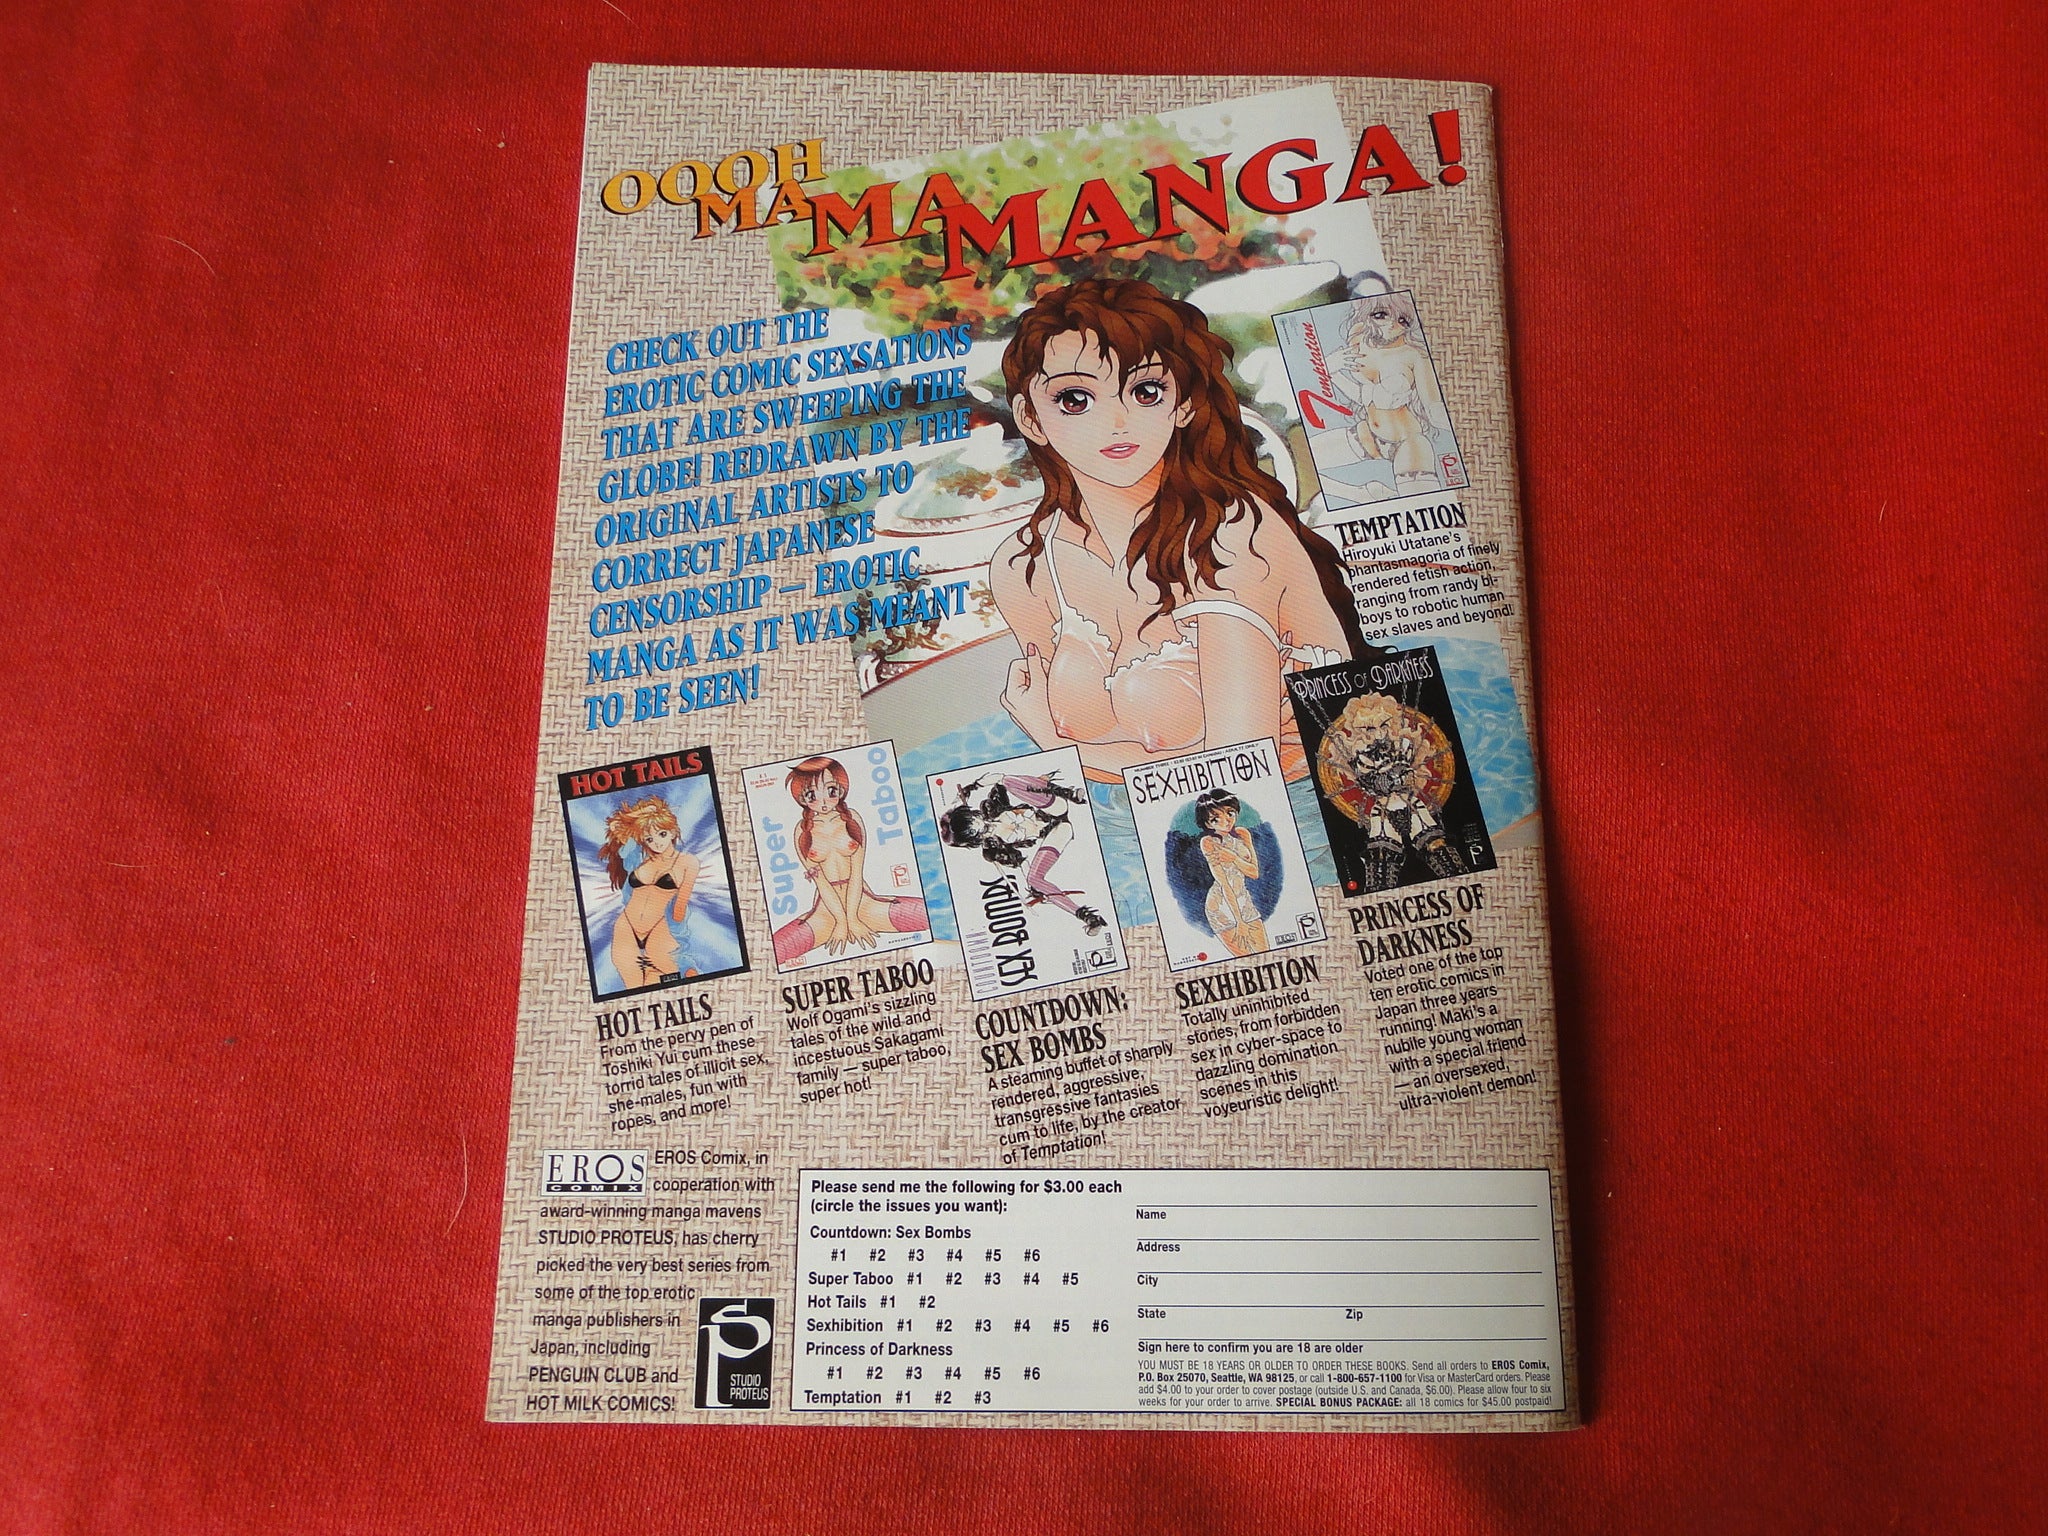 OOOH
MA
MA
MANGA!
CHECK OUT THE
EROTIC COMIC SEXSATIONS
THAT ARE SWEEPING THE
GLOBE! REDRAWN BY THE
ORIGINAL ARTISTS TO
CORRECT JAPANESE
CENSORSHIP — EROTIC
MANGA AS IT WAS MEANT
TO BE SEEN!
Temptation
TEMPTATION
Hiroyuki Utatane's
phantasmagoria of finely
rendered fetish action,
ranging from randy bi-
boys to robotic human
sex slaves and beyond!
HOT TAILS
HOT TAILS
From the pervy pen of
Toshiki Yui cum these
torrid tales of illicit sex,
she-males, fun with
ropes, and more!
Super
Taboo
SUPER TABOO
Wolf Ogami's sizzling
tales of the wild and
incestuous Sakagami
family — super taboo,
super hot!
COUNTDOWN:
SEX BOMBS
COUNTDOWN:
SEX BOMBS
A steaming buffet of sharply
rendered, aggressive,
transgressive fantasies
cum to life, by the creator
of Temptation!
SEXHIBITION
SEXHIBITION
Totally uninhibited
stories, from forbidden
sex in cyber-space to
dazzling domination
scenes in this
voyeuristic delight!
PRINCESS OF DARKNESS
PRINCESS OF
DARKNESS
Voted one of the top
ten erotic comics in
Japan three years
running! Maki's a
nubile young woman
with a special friend
— an oversexed,
ultra-violent demon!
EROS
COMIX
EROS Comix, in
cooperation with
award-winning manga mavens
STUDIO PROTEUS, has cherry
picked the very best series from
some of the top erotic
manga publishers in
Japan, including
PENGUIN CLUB and
HOT MILK COMICS!
STUDIO
PROTEUS
Please send me the following for $3.00 each
(circle the issues you want):
Countdown: Sex Bombs
#1 #2 #3 #4 #5 #6
Super Taboo #1 #2 #3 #4 #5
Hot Tails #1 #2
Sexhibition #1 #2 #3 #4 #5 #6
Princess of Darkness
#1 #2 #3 #4 #5 #6
Temptation #1 #2 #3
Name
Address
City
State Zip
Sign here to confirm you are 18 are older
YOU MUST BE 18 YEARS OR OLDER TO ORDER THESE BOOKS. Send all orders to EROS Comix,
P.O. Box 25070, Seattle, WA 98125, or call 1-800-657-1100 for Visa or MasterCard orders. Please
add $4.00 to your order to cover postage (outside U.S. and Canada, $6.00). Please allow four to six
weeks for your order to arrive. SPECIAL BONUS PACKAGE: all 18 comics for $45.00 postpaid!